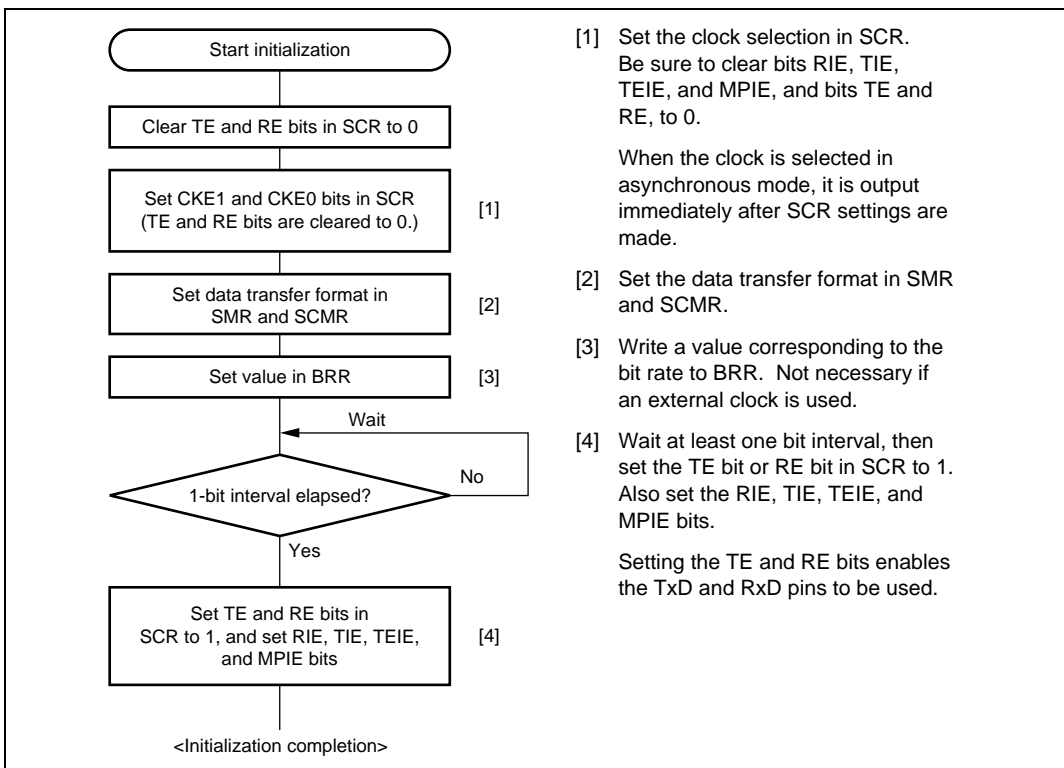 Start initialization
Clear TE and RE bits in SCR to 0
Set CKE1 and CKE0 bits in SCR
(TE and RE bits are cleared to 0.)
[1]
Set data transfer format in
SMR and SCMR
[2]
Set value in BRR
[3]
Wait
1-bit interval elapsed?
No
Yes
Set TE and RE bits in
SCR to 1, and set RIE, TIE, TEIE,
and MPIE bits
[4]
<Initialization completion>
[1] Set the clock selection in SCR.
Be sure to clear bits RIE, TIE,
TEIE, and MPIE, and bits TE and
RE, to 0.
When the clock is selected in
asynchronous mode, it is output
immediately after SCR settings are
made.
[2] Set the data transfer format in SMR
and SCMR.
[3] Write a value corresponding to the
bit rate to BRR. Not necessary if
an external clock is used.
[4] Wait at least one bit interval, then
set the TE bit or RE bit in SCR to 1.
Also set the RIE, TIE, TEIE, and
MPIE bits.
Setting the TE and RE bits enables
the TxD and RxD pins to be used.